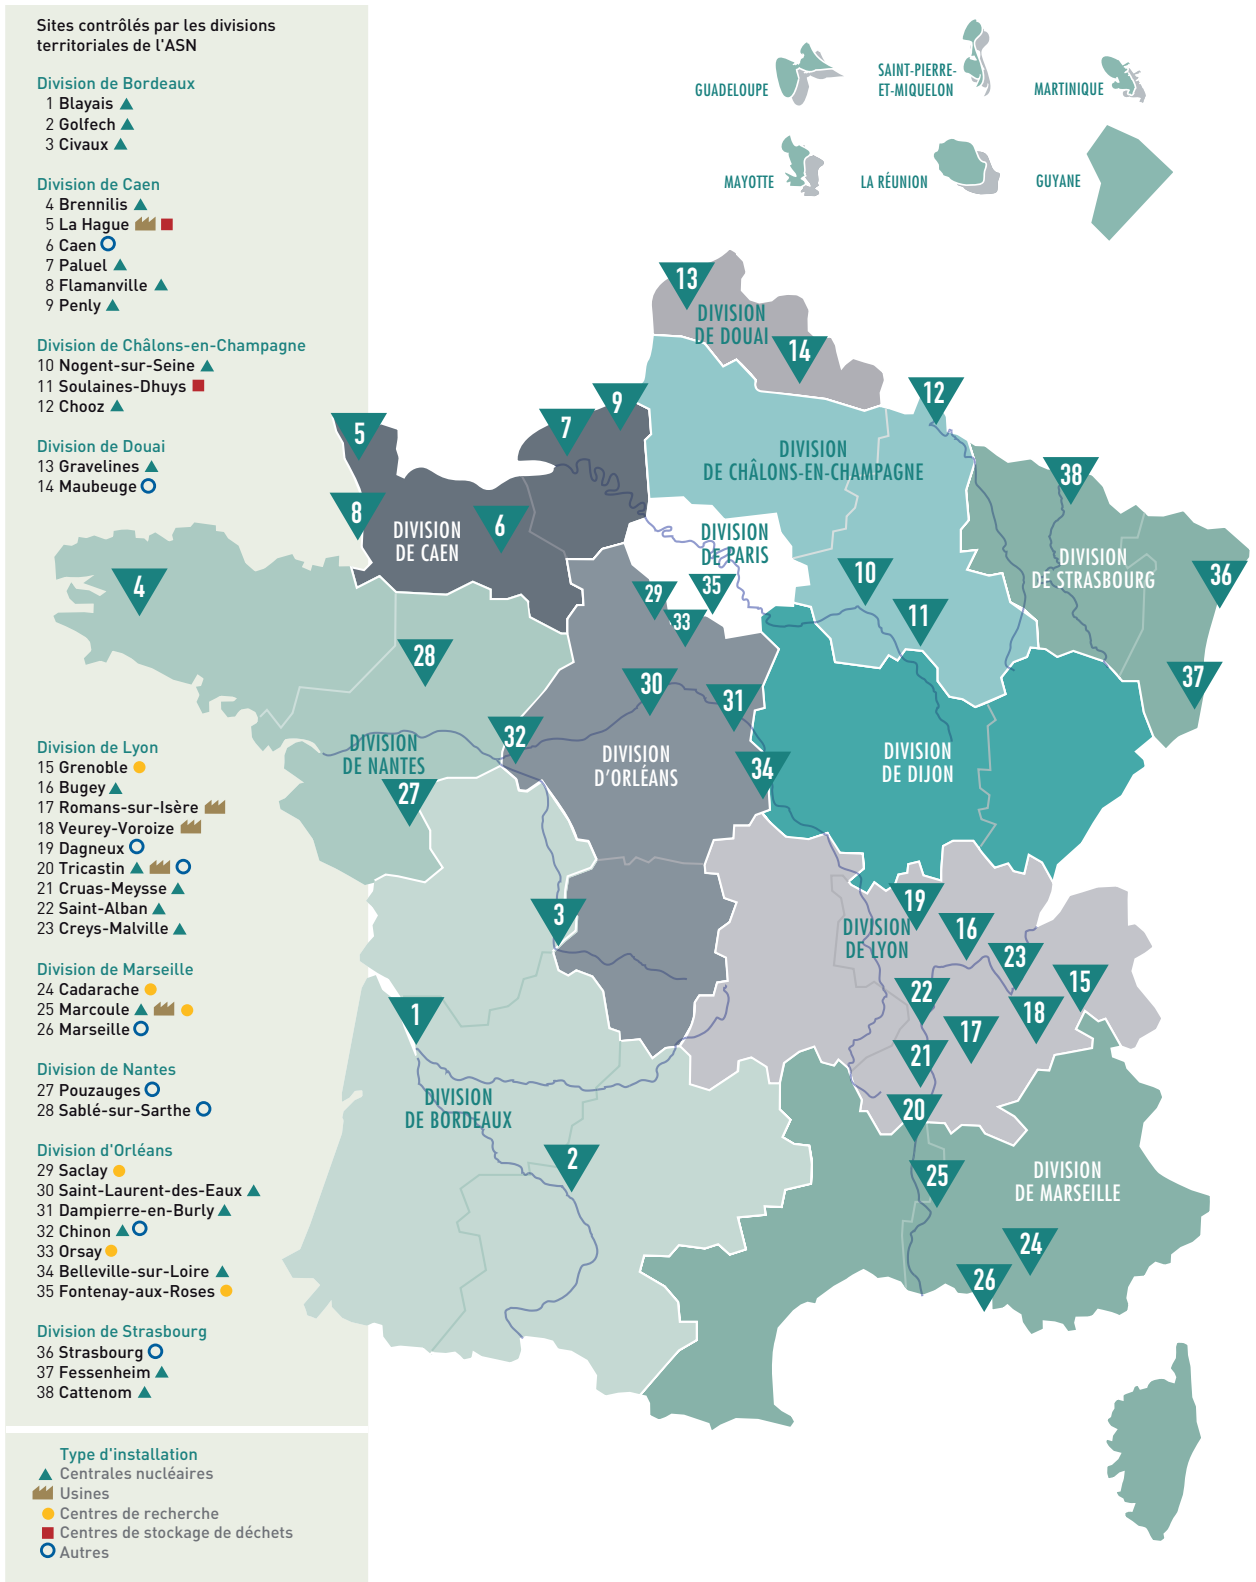 Sites contrôlés par les divisions
territoriales de l'ASN
Division de Bordeaux
1 Blayais
2 Golfech
3 Civaux
Division de Caen
4 Brennilis
5 La Hague
6 Caen
7 Paluel
8 Flamanville
9 Penly
Division de Châlons-en-Champagne
10 Nogent-sur-Seine
11 Soulaines-Dhuys
12 Chooz
Division de Douai
13 Gravelines
14 Maubeuge
Division de Lyon
15 Grenoble
16 Bugey
17 Romans-sur-Isère
18 Veurey-Voroize
19 Dagneux
20 Tricastin
21 Cruas-Meysse
22 Saint-Alban
23 Creys-Malville
Division de Marseille
24 Cadarache
25 Marcoule
26 Marseille
Division de Nantes
27 Pouzauges
28 Sablé-sur-Sarthe
Division d'Orléans
29 Saclay
30 Saint-Laurent-des-Eaux
31 Dampierre-en-Burly
32 Chinon
33 Orsay
34 Belleville-sur-Loire
35 Fontenay-aux-Roses
Division de Strasbourg
36 Strasbourg
37 Fessenheim
38 Cattenom
Type d'installation
Centrales nucléaires
Usines
Centres de recherche
Centres de stockage de déchets
Autres
GUADELOUPE
SAINT-PIERRE-
ET-MIQUELON
MARTINIQUE
MAYOTTE
LA RÉUNION
GUYANE
13
DIVISION
DE DOUAI
14
12
9
7
5
DIVISION
DE CHÂLONS-EN-CHAMPAGNE
38
8
6
DIVISION
DE CAEN
DIVISION
DE PARIS
DIVISION
DE STRASBOURG
4
10
36
29
35
33
11
28
30
31
37
32
DIVISION
DE NANTES
DIVISION
D’ORLÉANS
34
DIVISION
DE DIJON
27
3
19
DIVISION
DE LYON
16
23
15
22
18
1
17
21
DIVISION
DE BORDEAUX
20
2
25
DIVISION
DE MARSEILLE
24
26